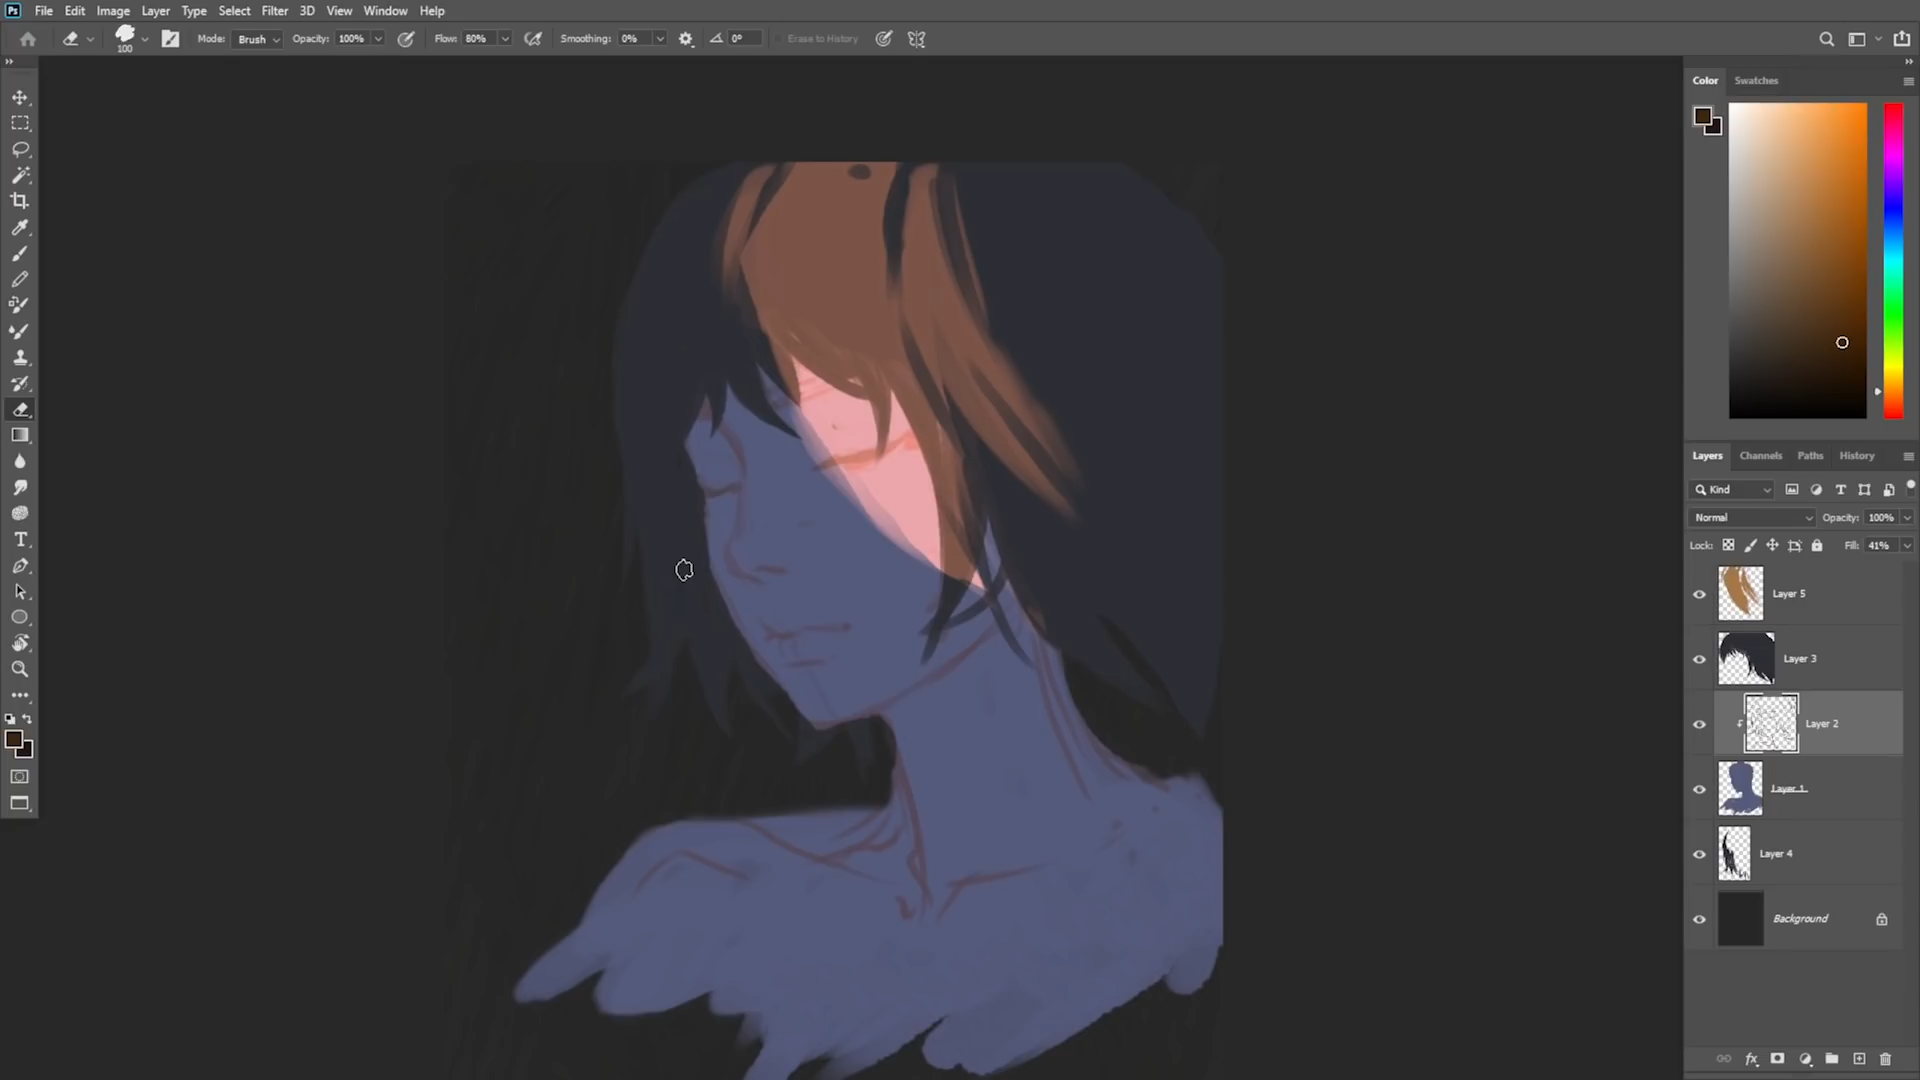 Ps File Edit Image Layer Type Select Filter 3D View Window Help
100 Mode: Brush Opacity: 100% Flow: 80% Smoothing: 0% 0° Erase to History
Color Swatches
Layers Channels Paths History
Kind
Normal Opacity: 100%
Lock: Fill: 41%
Layer 5
Layer 3
Layer 2
Layer 1
Layer 4
Background